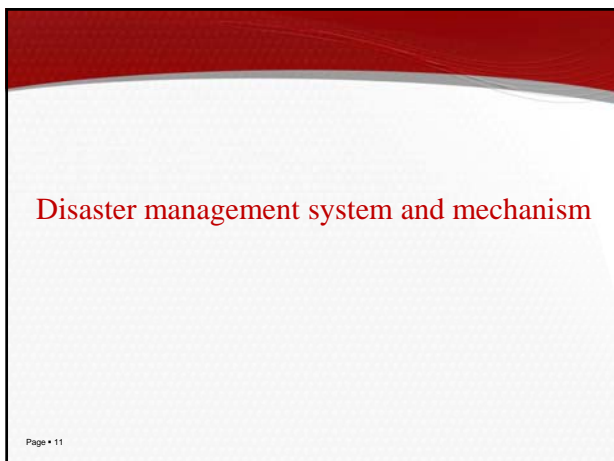 Disaster management system and mechanism
Page ▪ 11